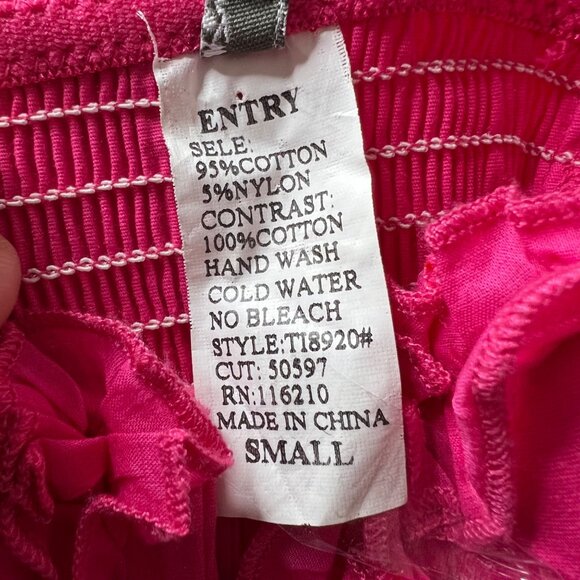 ENTRY
SELE:
95%COTTON
5%NYLON
CONTRAST:
100%COTTON
HAND WASH
COLD WATER
NO BLEACH
STYLE:TI8920#
CUT: 50597
RN:116210
MADE IN CHINA
SMALL